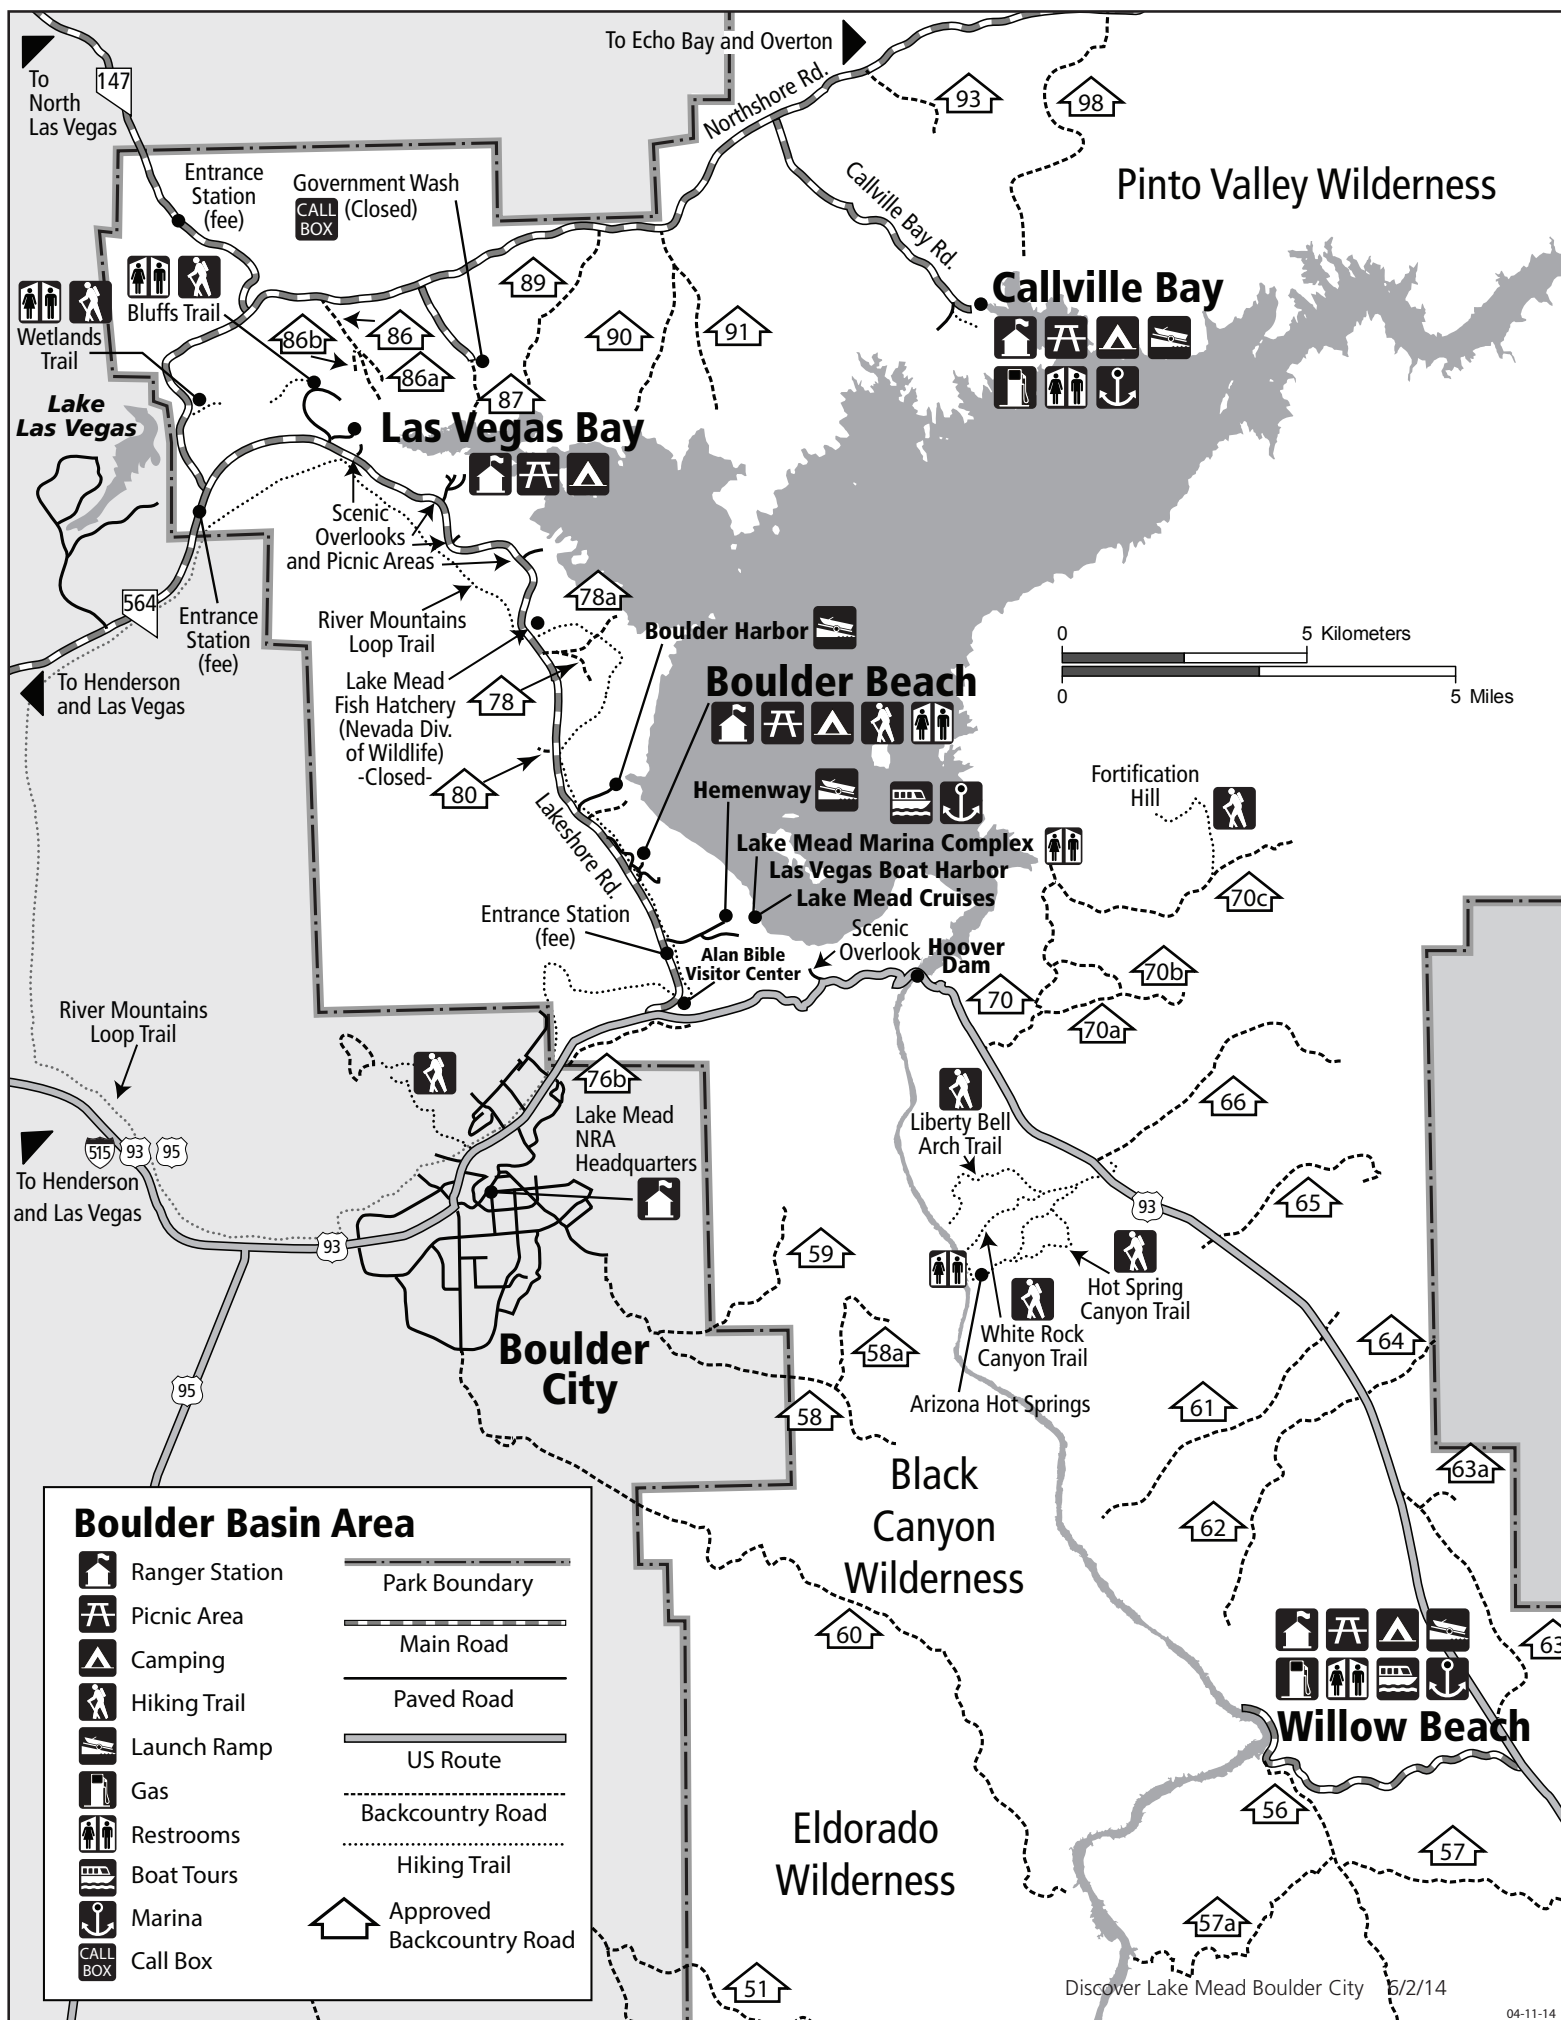 To Echo Bay and Overton
To
North
Las Vegas
147
Northshore Rd.
93
98
Pinto Valley Wilderness
Entrance
Station
(fee)
Government Wash
CALL
BOX
(Closed)
Callville Bay Rd.
Callville Bay
Bluffs Trail
Wetlands
Trail
89
86b
86
86a
90
91
87
Lake
Las Vegas
Las Vegas Bay
Scenic
Overlooks
and Picnic Areas
564
Entrance
Station
(fee)
River Mountains
Loop Trail
78a
Boulder Harbor
0
5 Kilometers
0
5 Miles
To Henderson
and Las Vegas
Lake Mead
Fish Hatchery
(Nevada Div.
of Wildlife)
-Closed-
78
80
Boulder Beach
Hemenway
Lakeshore Rd.
Lake Mead Marina Complex
Las Vegas Boat Harbor
Lake Mead Cruises
Fortification
Hill
70c
Entrance Station
(fee)
Scenic
Overlook
Hoover
Dam
Alan Bible
Visitor Center
70
70b
70a
River Mountains
Loop Trail
76b
66
Lake Mead
NRA
Headquarters
Liberty Bell
Arch Trail
515
93
95
To Henderson
and Las Vegas
93
93
65
59
Hot Spring
Canyon Trail
White Rock
Canyon Trail
64
58a
Boulder
City
95
58
Arizona Hot Springs
61
63a
Black
Canyon
Wilderness
62
60
63
Willow Beach
56
57
Eldorado
Wilderness
57a
51
Boulder Basin Area
Ranger Station
Picnic Area
Camping
Hiking Trail
Launch Ramp
Gas
Restrooms
Boat Tours
Marina
CALL
BOX
Call Box
Park Boundary
Main Road
Paved Road
US Route
Backcountry Road
Hiking Trail
Approved
Backcountry Road
Discover Lake Mead Boulder City 6/2/14
04-11-14